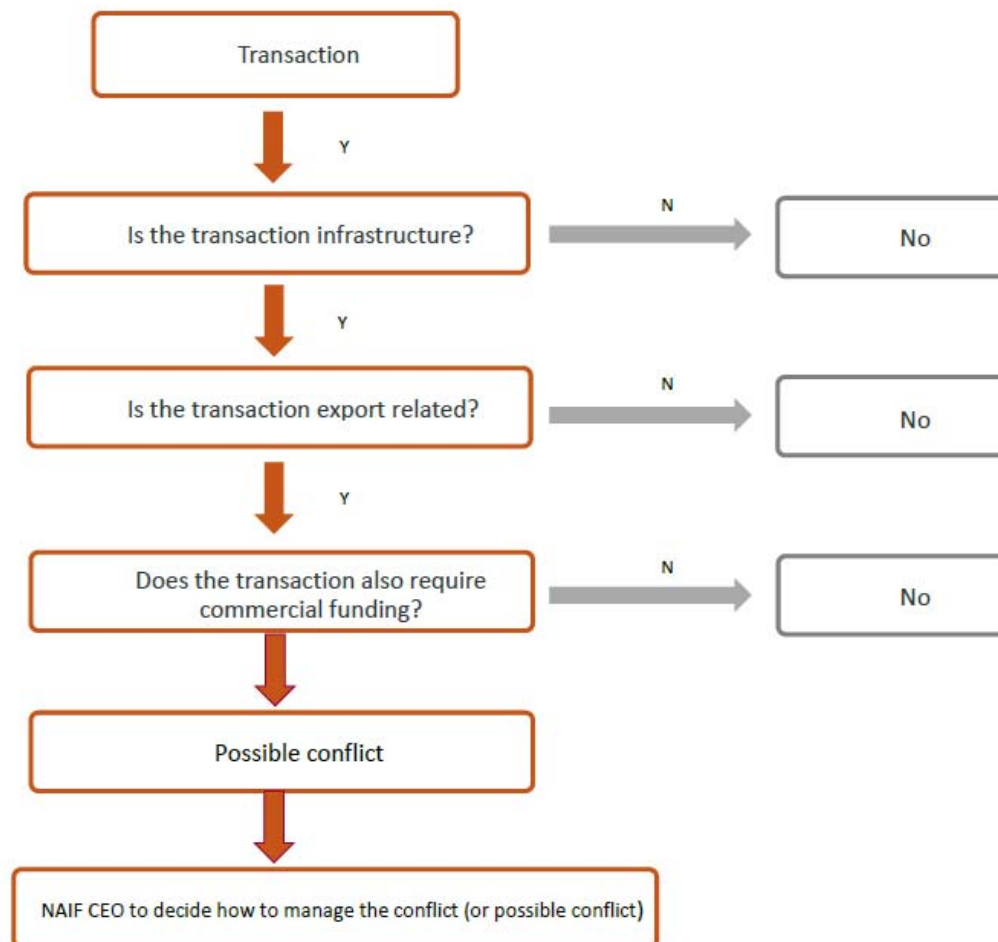 Transaction
Y
Is the transaction infrastructure?
N
No
Y
Is the transaction export related?
N
No
Y
Does the transaction also require
commercial funding?
N
No
Possible conflict
NAIF CEO to decide how to manage the conflict (or possible conflict)